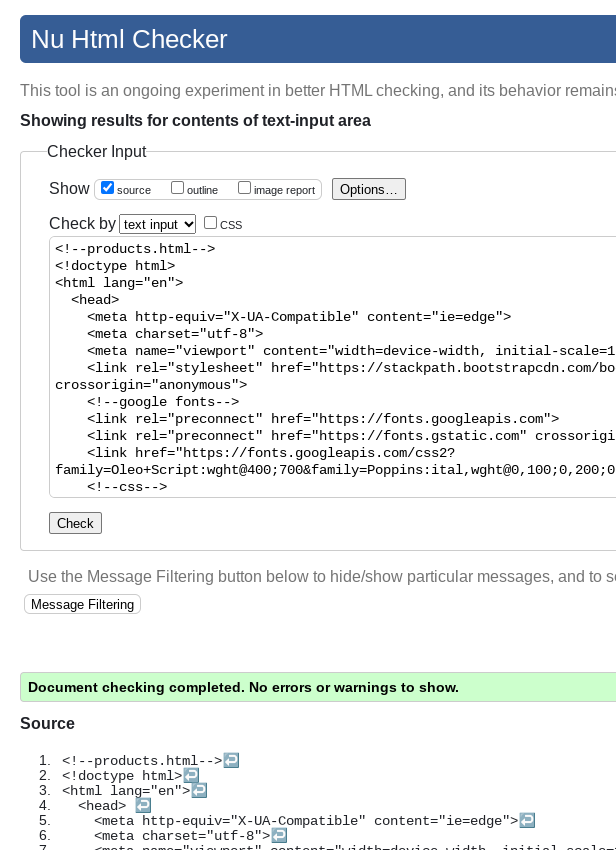 Nu Html Checker
This tool is an ongoing experiment in better HTML checking, and its behavior remains
Showing results for contents of text-input area
Checker Input
Show source outline image report Options...
Check by text input CSS
<!--products.html-->
<!doctype html>
<html lang="en">
<head>
<meta http-equiv="X-UA-Compatible" content="ie=edge">
<meta charset="utf-8">
<meta name="viewport" content="width=device-width, initial-scale=1
<link rel="stylesheet" href="https://stackpath.bootstrapcdn.com/bo
crossorigin="anonymous">
<!--google fonts-->
<link rel="preconnect" href="https://fonts.googleapis.com">
<link rel="preconnect" href="https://fonts.gstatic.com" crossorigi
<link href="https://fonts.googleapis.com/css2?
family=Oleo+Script:wght@400;700&family=Poppins:ital,wght@0,100;0,200;0
<!--css-->
Check
Use the Message Filtering button below to hide/show particular messages, and to s
Message Filtering
Document checking completed. No errors or warnings to show.
Source
1. <!--products.html-->↩
2. <!doctype html>↩
3. <html lang="en">↩
4. <head> ↩
5. <meta http-equiv="X-UA-Compatible" content="ie=edge">↩
6. <meta charset="utf-8">↩